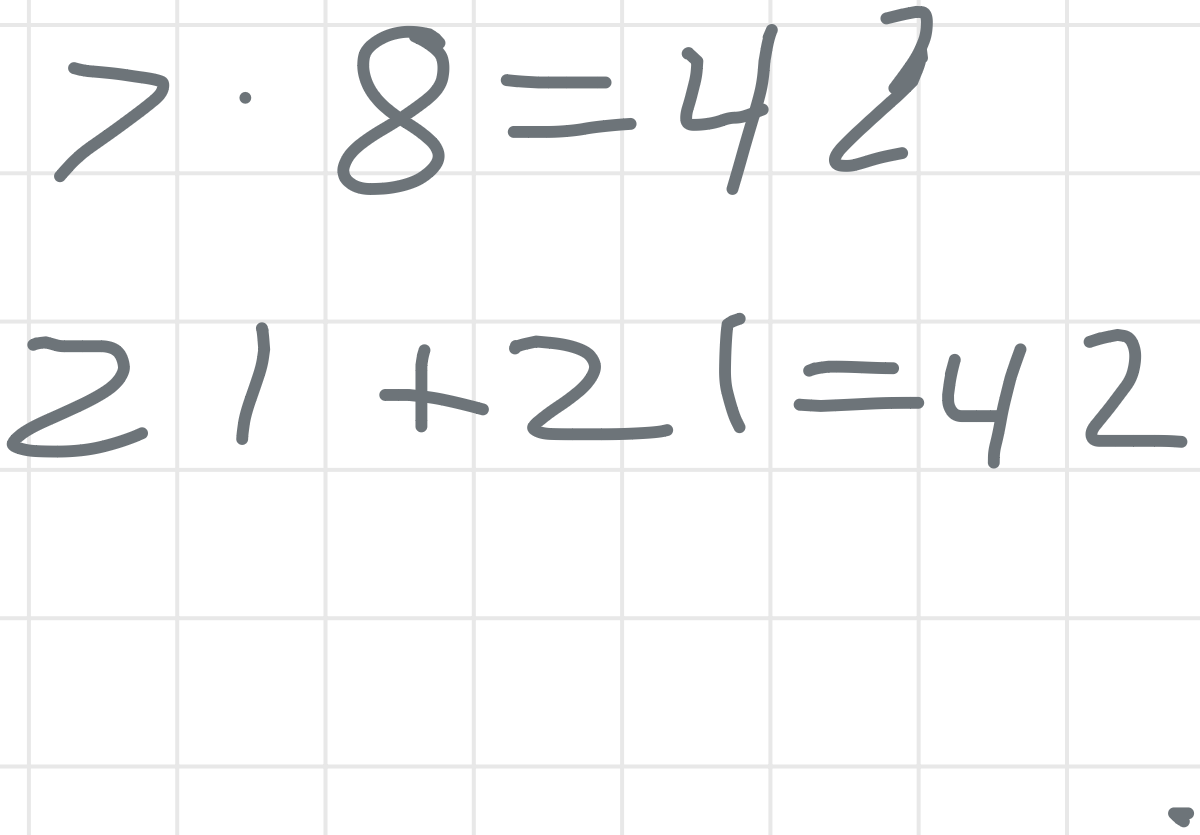 7 · 8 = 42
21 + 21 = 42